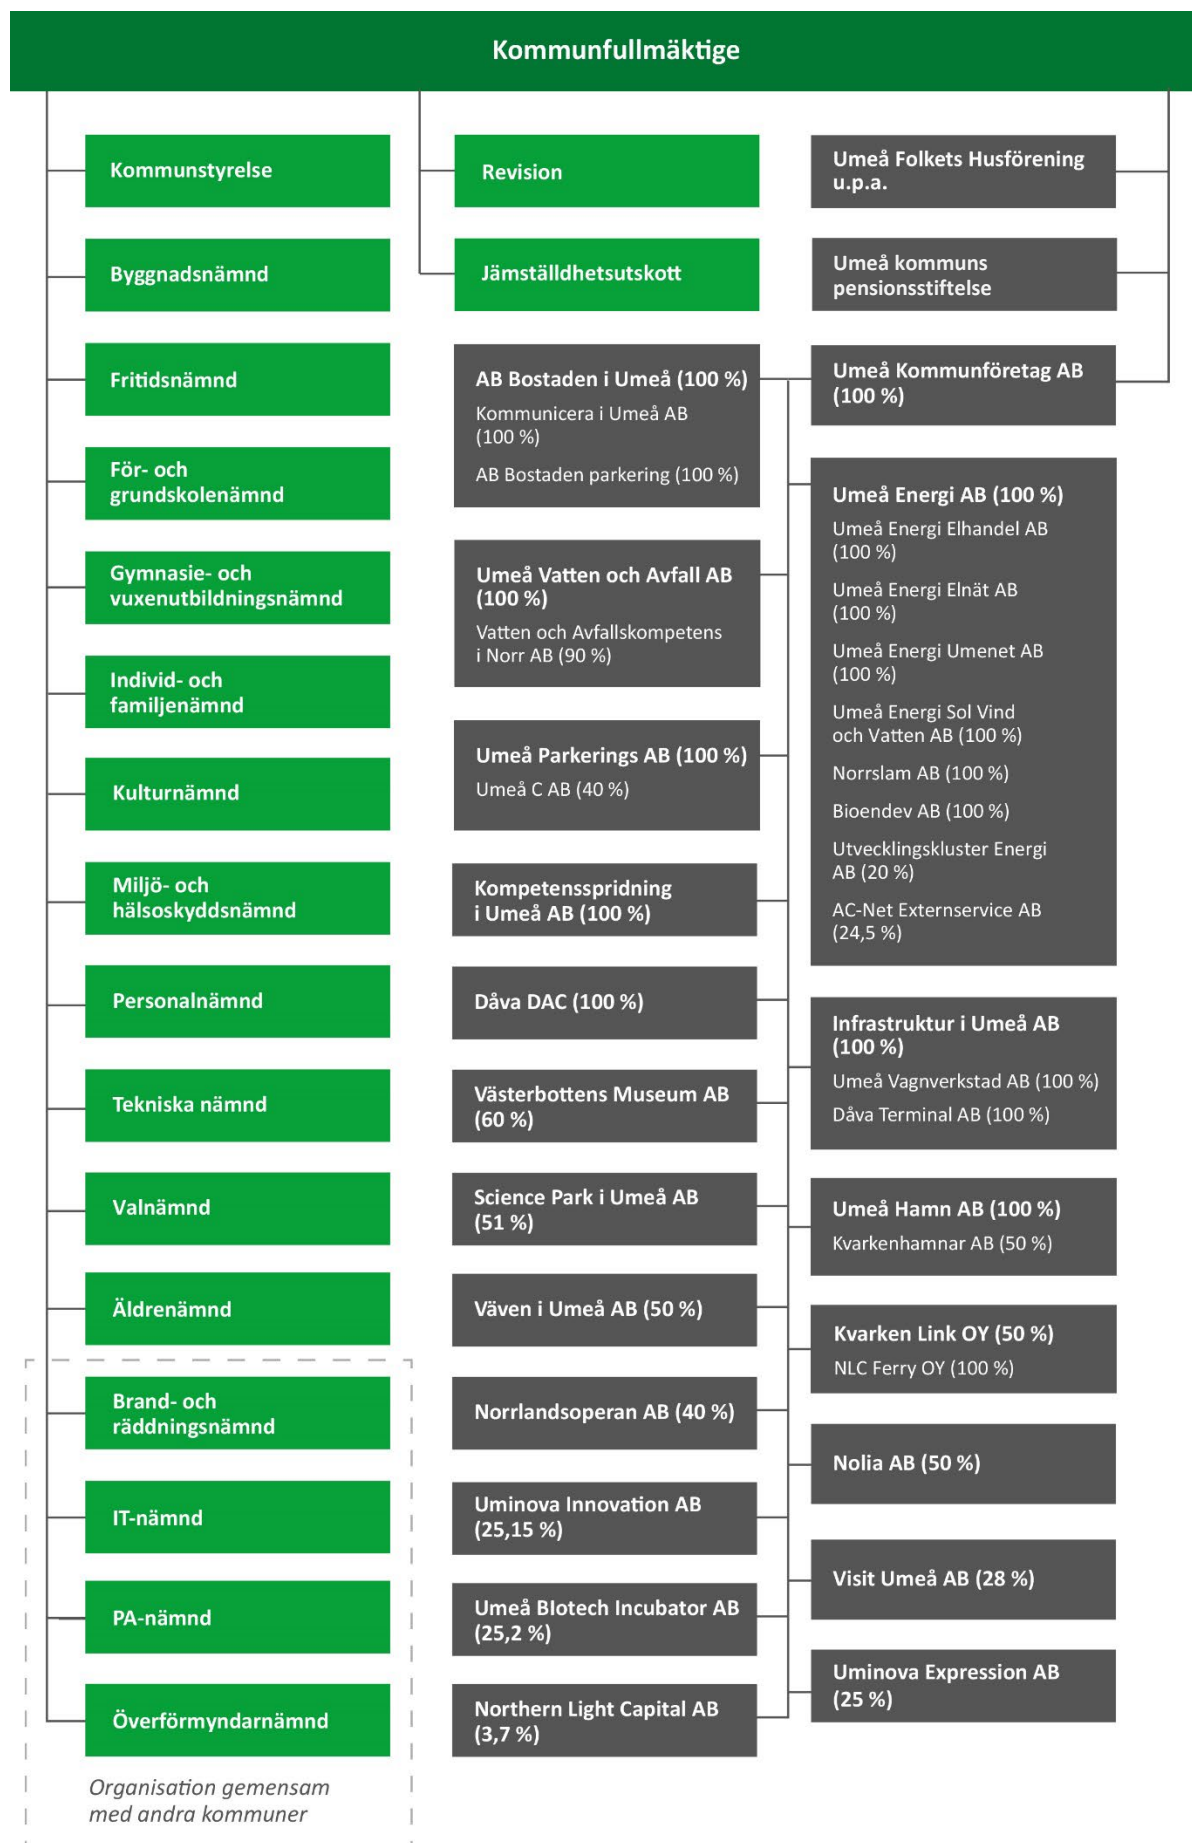 Kommunfullmäktige
Kommunstyrelse
Byggnadsnämnd
Fritidsnämnd
För- och
grundskolenämnd
Gymnasie- och
vuxenutbildningsnämnd
Individ- och
familjenämnd
Kulturnämnd
Miljö- och
hälsoskyddsnämnd
Personalnämnd
Tekniska nämnd
Valnämnd
Äldrenämnd
Brand- och
räddningsnämnd
IT-nämnd
PA-nämnd
Överförmyndarnämnd
Organisation gemensam
med andra kommuner
Revision
Jämställdhetsutskott
AB Bostaden i Umeå (100 %)
Kommunicera i Umeå AB
(100 %)
AB Bostaden parkering (100 %)
Umeå Vatten och Avfall AB
(100 %)
Vatten och Avfallskompetens
i Norr AB (90 %)
Umeå Parkerings AB (100 %)
Umeå C AB (40 %)
Kompetensspridning
i Umeå AB (100 %)
Dåva DAC (100 %)
Västerbottens Museum AB
(60 %)
Science Park i Umeå AB
(51 %)
Väven i Umeå AB (50 %)
Norrlandsoperan AB (40 %)
Uminova Innovation AB
(25,15 %)
Umeå BIotech Incubator AB
(25,2 %)
Northern Light Capital AB
(3,7 %)
Umeå Folkets Husförening
u.p.a.
Umeå kommuns
pensionsstiftelse
Umeå Kommunföretag AB
(100 %)
Umeå Energi AB (100 %)
Umeå Energi Elhandel AB
(100 %)
Umeå Energi Elnät AB
(100 %)
Umeå Energi Umenet AB
(100 %)
Umeå Energi Sol Vind
och Vatten AB (100 %)
Norrslam AB (100 %)
Bioendev AB (100 %)
Utvecklingskluster Energi
AB (20 %)
AC-Net Externservice AB
(24,5 %)
Infrastruktur i Umeå AB
(100 %)
Umeå Vagnverkstad AB (100 %)
Dåva Terminal AB (100 %)
Umeå Hamn AB (100 %)
Kvarkenhamnar AB (50 %)
Kvarken Link OY (50 %)
NLC Ferry OY (100 %)
Nolia AB (50 %)
Visit Umeå AB (28 %)
Uminova Expression AB
(25 %)